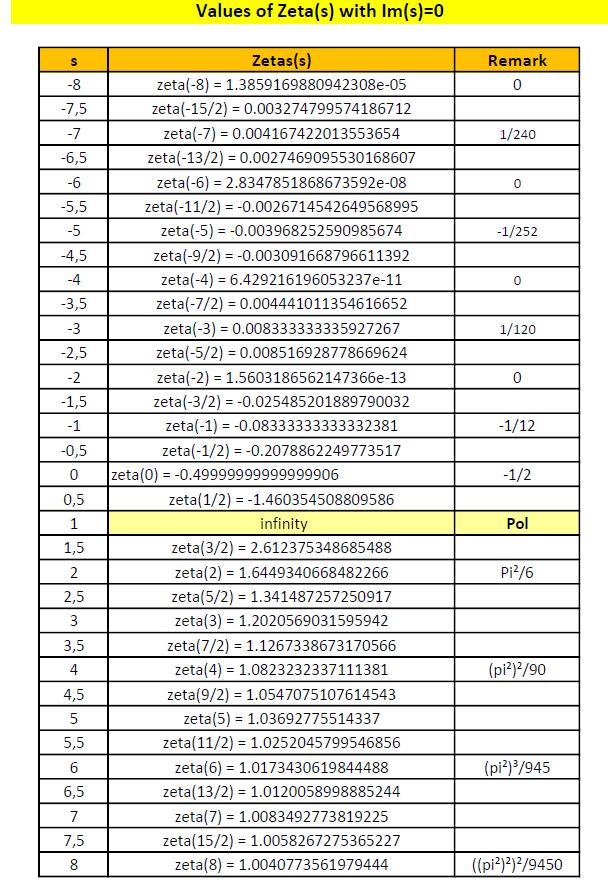 Values of Zeta(s) with Im(s)=0
s Zetas(s) Remark
-8 zeta(-8) = 1.3859169880942308e-05 0
-7,5 zeta(-15/2) = 0.003274799574186712
-7 zeta(-7) = 0.004167422013553654 1/240
-6,5 zeta(-13/2) = 0.0027469095530168607
-6 zeta(-6) = 2.8347851868673592e-08 0
-5,5 zeta(-11/2) = -0.0026714542649568995
-5 zeta(-5) = -0.003968252590985674 -1/252
-4,5 zeta(-9/2) = -0.003091668796611392
-4 zeta(-4) = 6.429216196053237e-11 0
-3,5 zeta(-7/2) = 0.004441011354616652
-3 zeta(-3) = 0.008333333335927267 1/120
-2,5 zeta(-5/2) = 0.008516928778669624
-2 zeta(-2) = 1.5603186562147366e-13 0
-1,5 zeta(-3/2) = -0.025485201889790032
-1 zeta(-1) = -0.08333333333332381 -1/12
-0,5 zeta(-1/2) = -0.2078862249773517
0 zeta(0) = -0.49999999999999906 -1/2
0,5 zeta(1/2) = -1.460354508809586
1 infinity Pol
1,5 zeta(3/2) = 2.612375348685488
2 zeta(2) = 1.6449340668482266 Pi²/6
2,5 zeta(5/2) = 1.341487257250917
3 zeta(3) = 1.2020569031595942
3,5 zeta(7/2) = 1.1267338673170566
4 zeta(4) = 1.0823232337111381 (pi²)²/90
4,5 zeta(9/2) = 1.0547075107614543
5 zeta(5) = 1.03692775514337
5,5 zeta(11/2) = 1.0252045799546856
6 zeta(6) = 1.0173430619844488 (pi²)³/945
6,5 zeta(13/2) = 1.0120058998885244
7 zeta(7) = 1.0083492773819225
7,5 zeta(15/2) = 1.0058267275365227
8 zeta(8) = 1.0040773561979444 ((pi²)²)²/9450